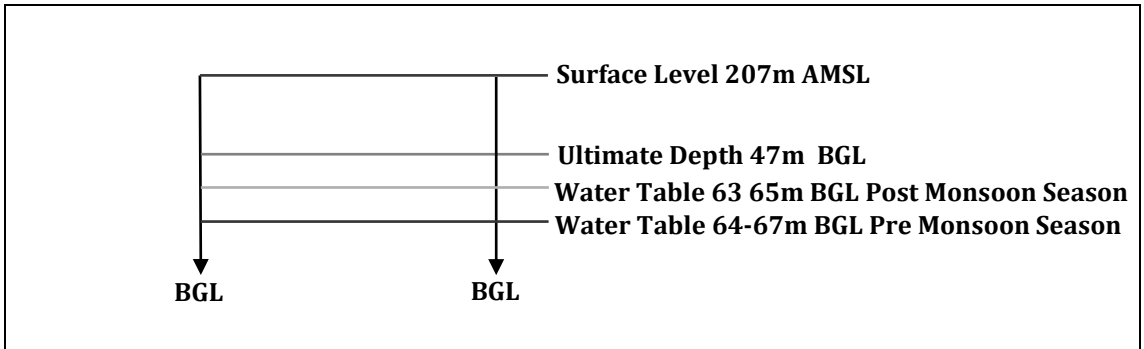 Surface Level 207m AMSL
Ultimate Depth 47m BGL
Water Table 63 65m BGL Post Monsoon Season
Water Table 64-67m BGL Pre Monsoon Season
BGL BGL